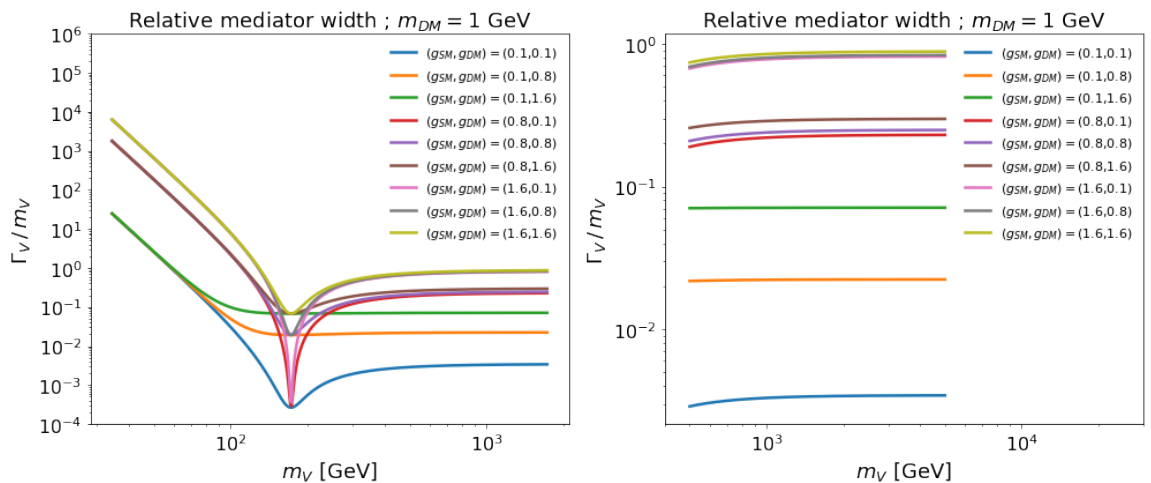 Relative mediator width ; m_DM = 1 GeV
Γ_V / m_V
10^6
10^5
10^4
10^3
10^2
10^1
10^0
10^−1
10^−2
10^−3
10^−4
(g_SM, g_DM) = (0.1,0.1)
(g_SM, g_DM) = (0.1,0.8)
(g_SM, g_DM) = (0.1,1.6)
(g_SM, g_DM) = (0.8,0.1)
(g_SM, g_DM) = (0.8,0.8)
(g_SM, g_DM) = (0.8,1.6)
(g_SM, g_DM) = (1.6,0.1)
(g_SM, g_DM) = (1.6,0.8)
(g_SM, g_DM) = (1.6,1.6)
10^2
10^3
m_V [GeV]
Relative mediator width ; m_DM = 1 GeV
Γ_V / m_V
10^0
10^−1
10^−2
(g_SM, g_DM) = (0.1,0.1)
(g_SM, g_DM) = (0.1,0.8)
(g_SM, g_DM) = (0.1,1.6)
(g_SM, g_DM) = (0.8,0.1)
(g_SM, g_DM) = (0.8,0.8)
(g_SM, g_DM) = (0.8,1.6)
(g_SM, g_DM) = (1.6,0.1)
(g_SM, g_DM) = (1.6,0.8)
(g_SM, g_DM) = (1.6,1.6)
10^3
10^4
m_V [GeV]